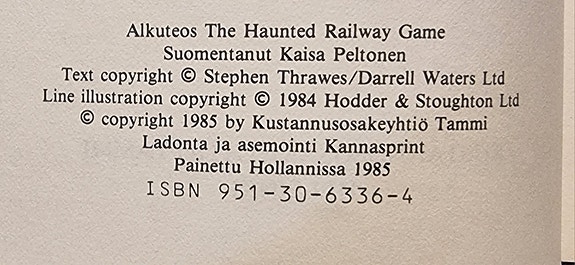 Alkuteos The Haunted Railway Game
Suomentanut Kaisa Peltonen
Text copyright © Stephen Thrawes/Darrell Waters Ltd
Line illustration copyright © 1984 Hodder & Stoughton Ltd
© copyright 1985 by Kustannusosakeyhtiö Tammi
Ladonta ja asemointi Kannasprint
Painettu Hollannissa 1985
ISBN 951-30-6336-4